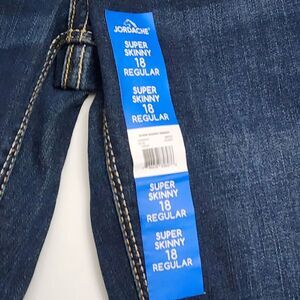 JORDACHE
SUPER
SKINNY
18
REGULAR
SUPER
SKINNY
18
REGULAR
SUPER
SKINNY
18
REGULAR
SUPER
SKINNY
18
REGULAR